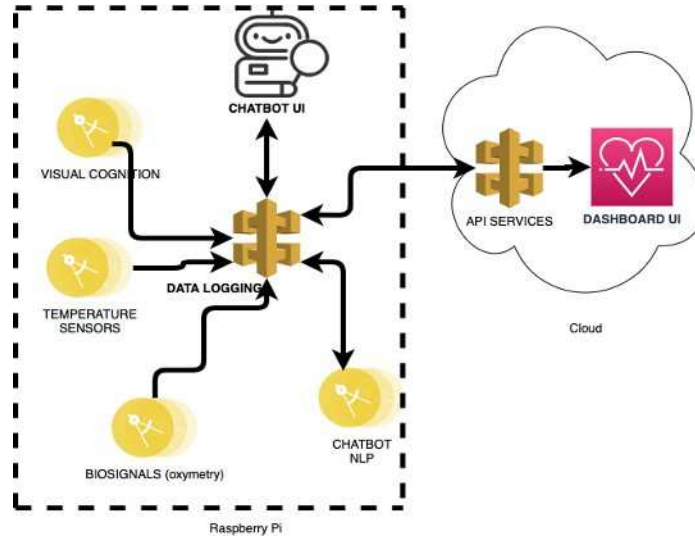 CHATBOT UI
VISUAL COGNITION
API SERVICES
DASHBOARD UI
DATA LOGGING
TEMPERATURE
SENSORS
Cloud
CHATBOT
NLP
BIOSIGNALS (oxymetry)
Raspberry Pi